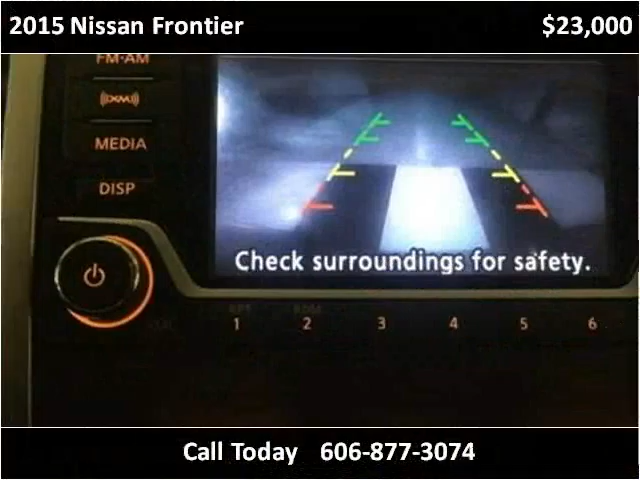 2015 Nissan Frontier $23,000
FM·AM
((XM))
MEDIA
DISP
Check surroundings for safety.
1 2 3 4 5 6
Call Today 606-877-3074